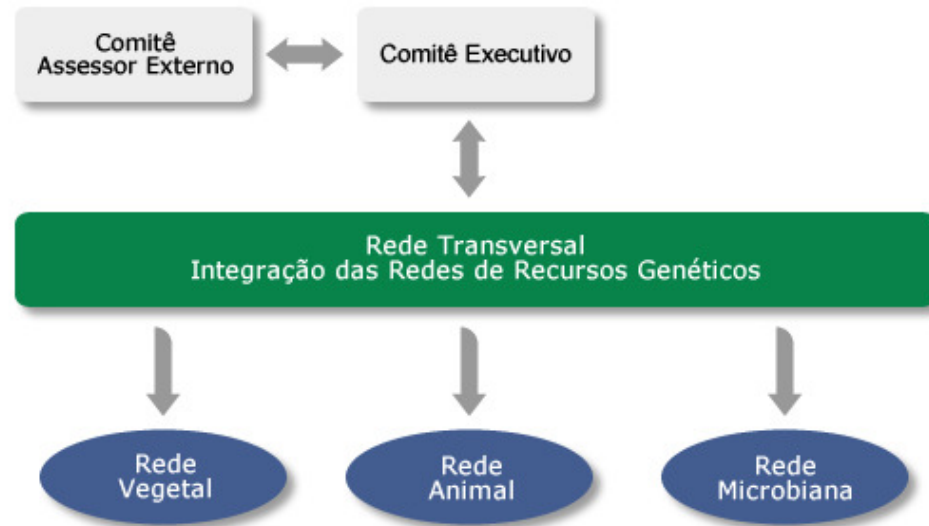 Comitê
Assessor Externo
Comitê Executivo
Rede Transversal
Integração das Redes de Recursos Genéticos
Rede
Vegetal
Rede
Animal
Rede
Microbiana